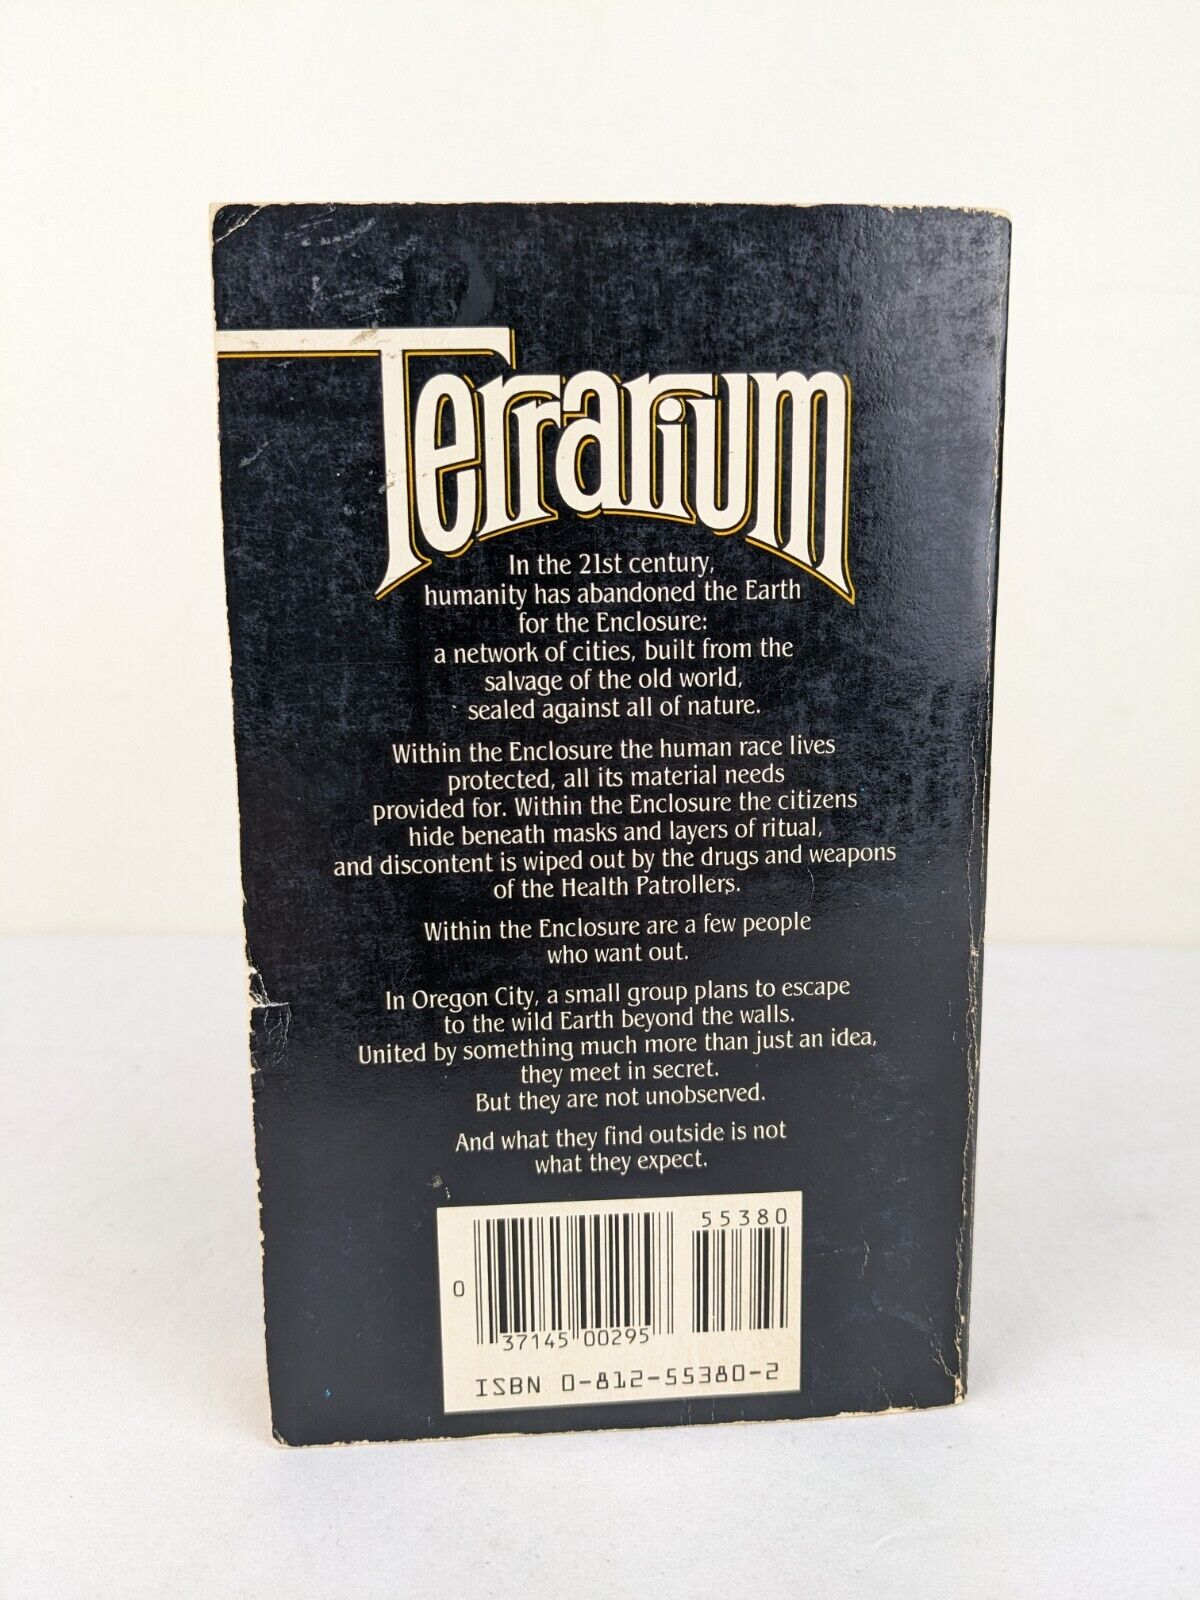 Terrarium
In the 21st century,
humanity has abandoned the Earth
for the Enclosure:
a network of cities, built from the
salvage of the old world,
sealed against all of nature.
Within the Enclosure the human race lives
protected, all its material needs
provided for. Within the Enclosure the citizens
hide beneath masks and layers of ritual,
and discontent is wiped out by the drugs and weapons
of the Health Patrollers.
Within the Enclosure are a few people
who want out.
In Oregon City, a small group plans to escape
to the wild Earth beyond the walls.
United by something much more than just an idea,
they meet in secret.
But they are not unobserved.
And what they find outside is not
what they expect.
55380
0
37145 00295
ISBN 0-812-55380-2